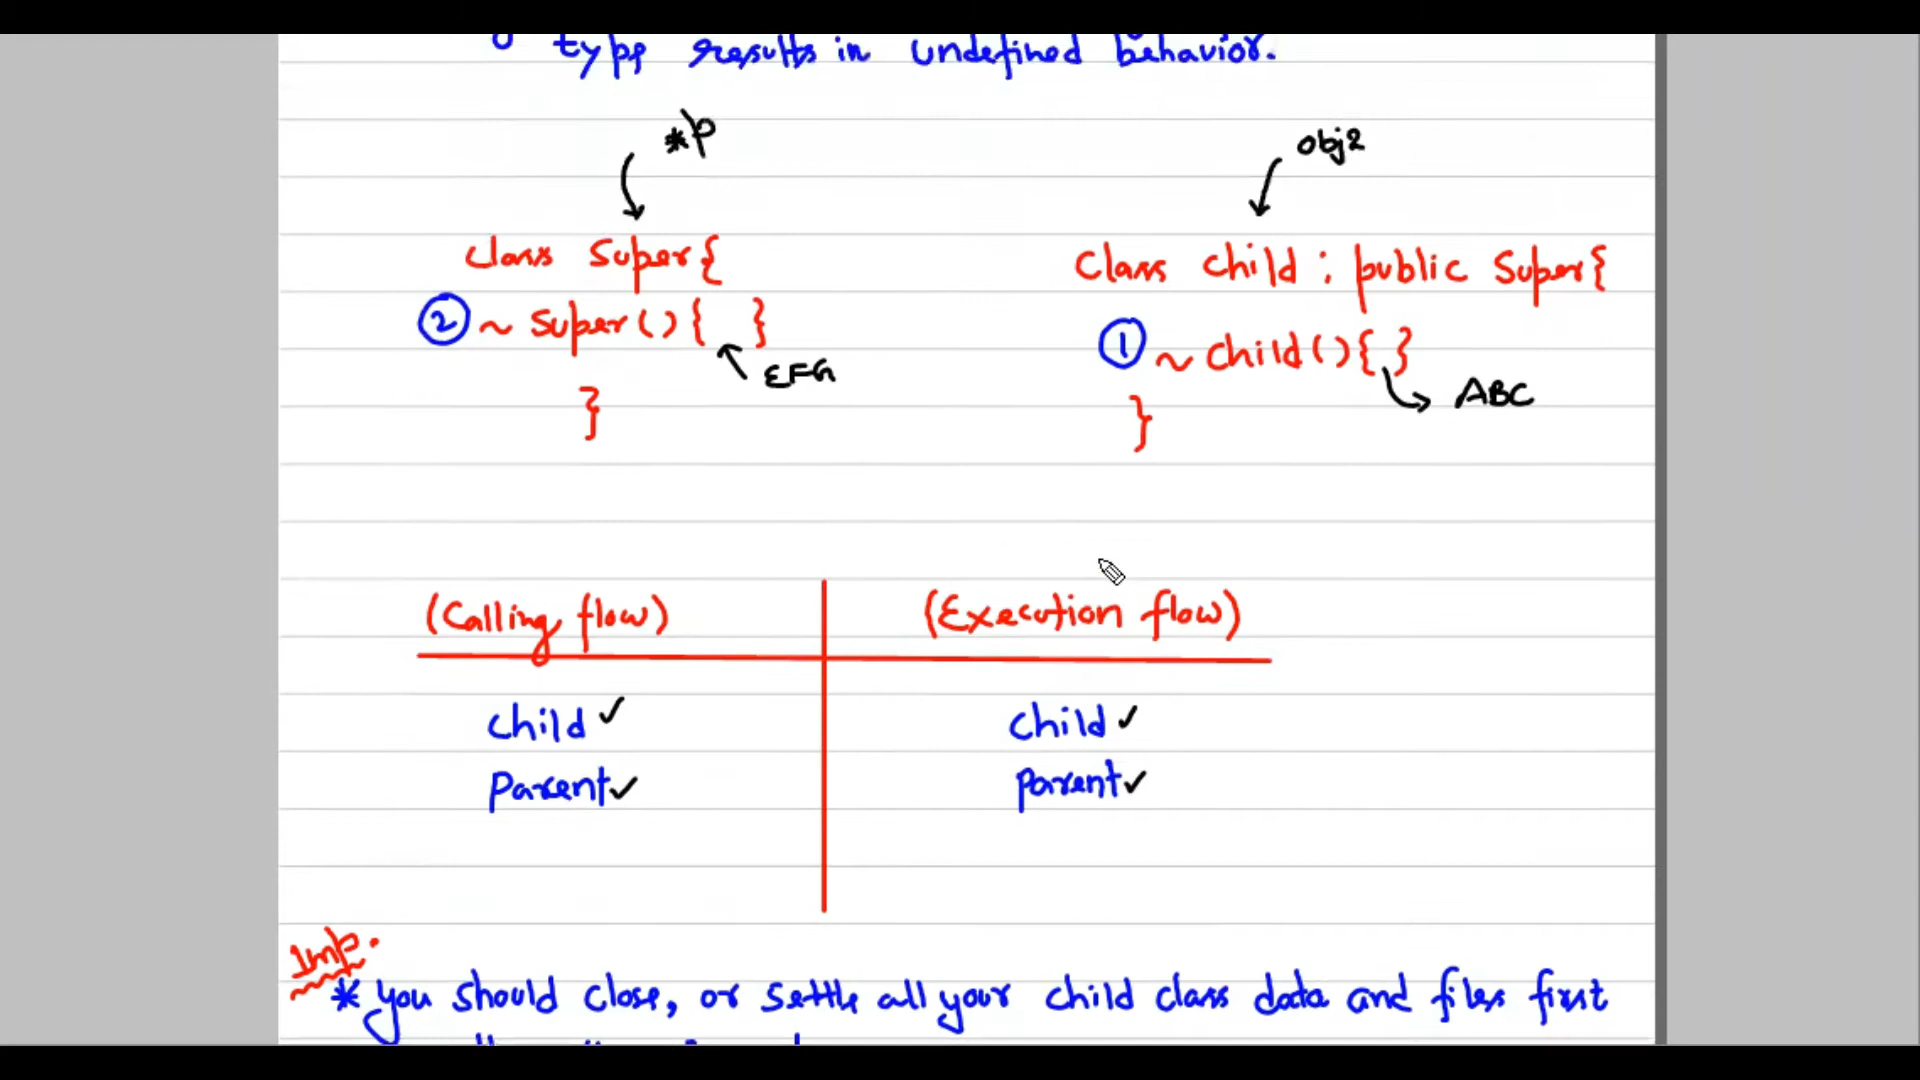 type results in undefined behavior.
*p
obj2
class Super{
Class child : public Super{
② ~ Super(){ }
① ~ child(){ }
EFG
ABC
}
}
(Calling flow) (Execution flow)
child ✓ child ✓
Parent ✓ parent ✓
Imp.
* you should close, or settle all your child class data and files first